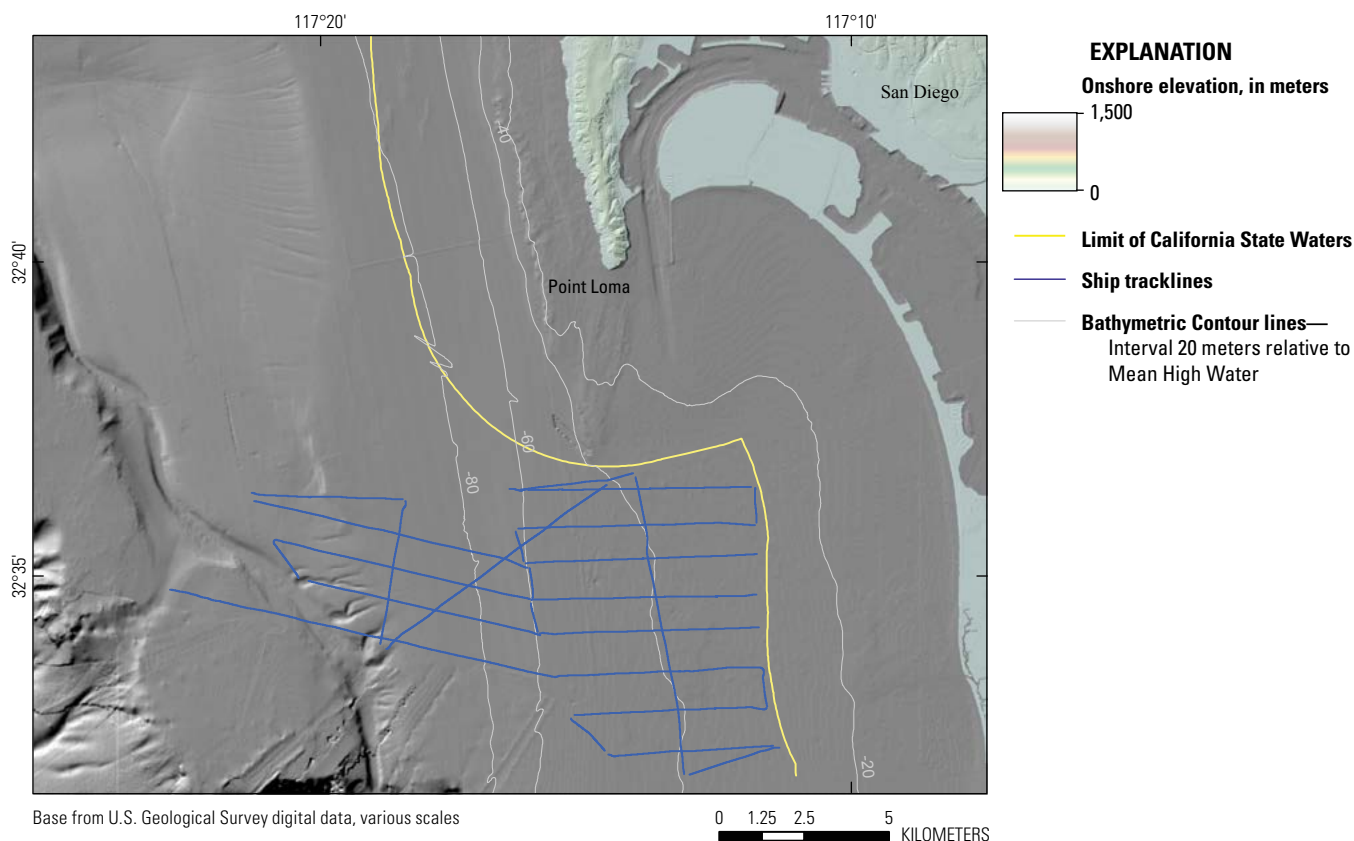 117°20'
117°10'
EXPLANATION
Onshore elevation, in meters
1,500
0
San Diego
-40
Limit of California State Waters
32°40'
Point Loma
Ship tracklines
Bathymetric Contour lines—
Interval 20 meters relative to
Mean High Water
-60
-80
32°35'
-20
Base from U.S. Geological Survey digital data, various scales
0 1.25 2.5 5
KILOMETERS